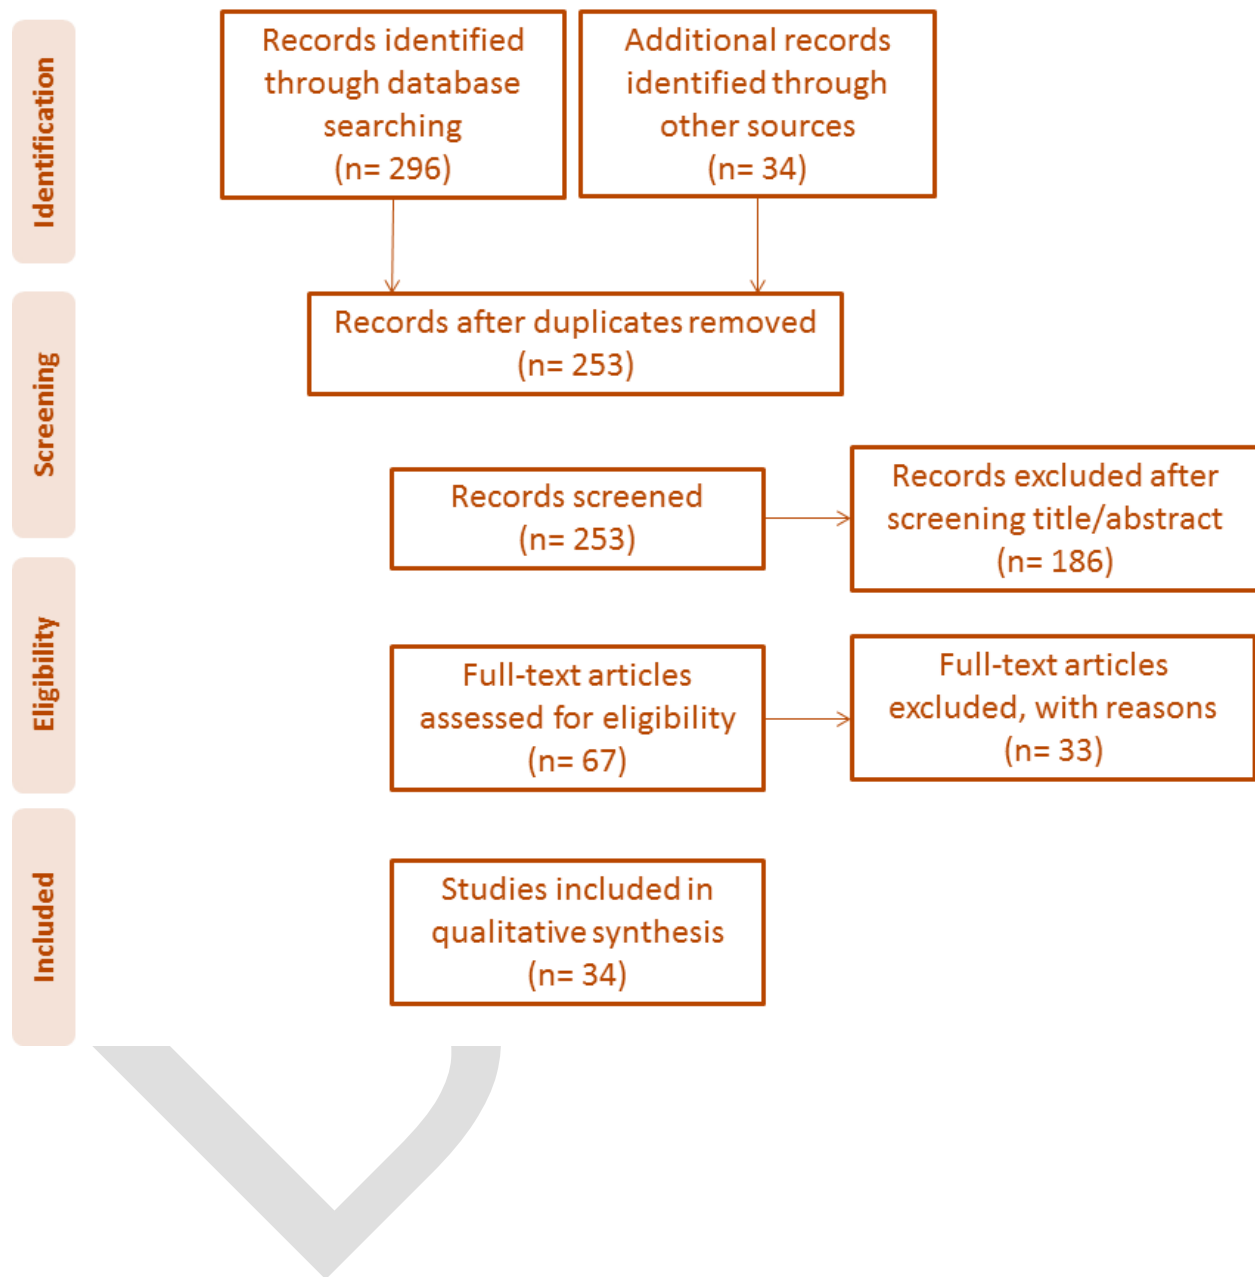 Identification
Records identified
through database
searching
(n= 296)
Additional records
identified through
other sources
(n= 34)
Screening
Records after duplicates removed
(n= 253)
Records screened
(n= 253)
Records excluded after
screening title/abstract
(n= 186)
Eligibility
Full-text articles
assessed for eligibility
(n= 67)
Full-text articles
excluded, with reasons
(n= 33)
Included
Studies included in
qualitative synthesis
(n= 34)